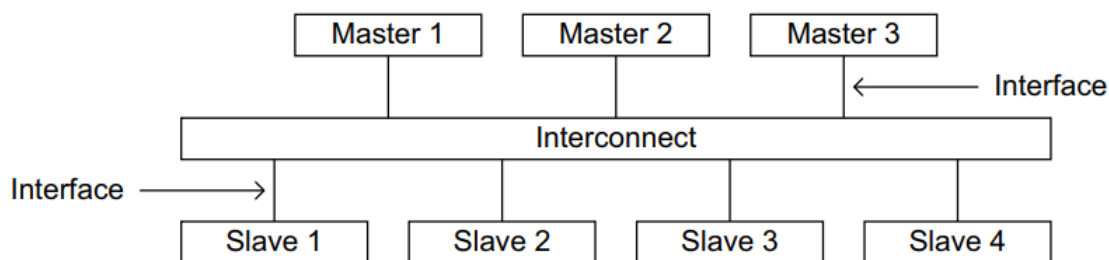 Master 1 Master 2 Master 3
Interface
Interconnect
Interface
Slave 1 Slave 2 Slave 3 Slave 4